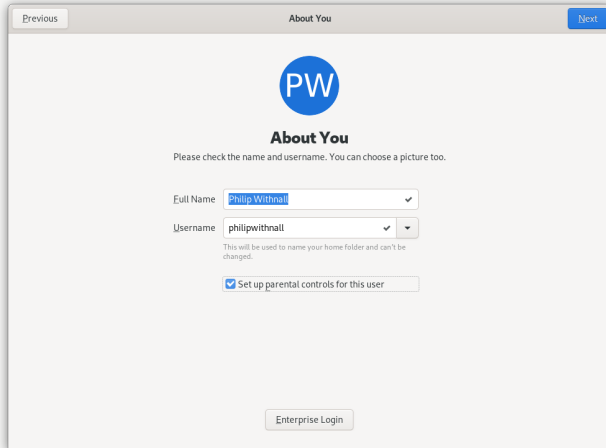 Previous
About You
Next
PW
About You
Please check the name and username. You can choose a picture too.
Full Name
Philip Withnall
Username
philipwithnall
This will be used to name your home folder and can't be
changed.
Set up parental controls for this user
Enterprise Login